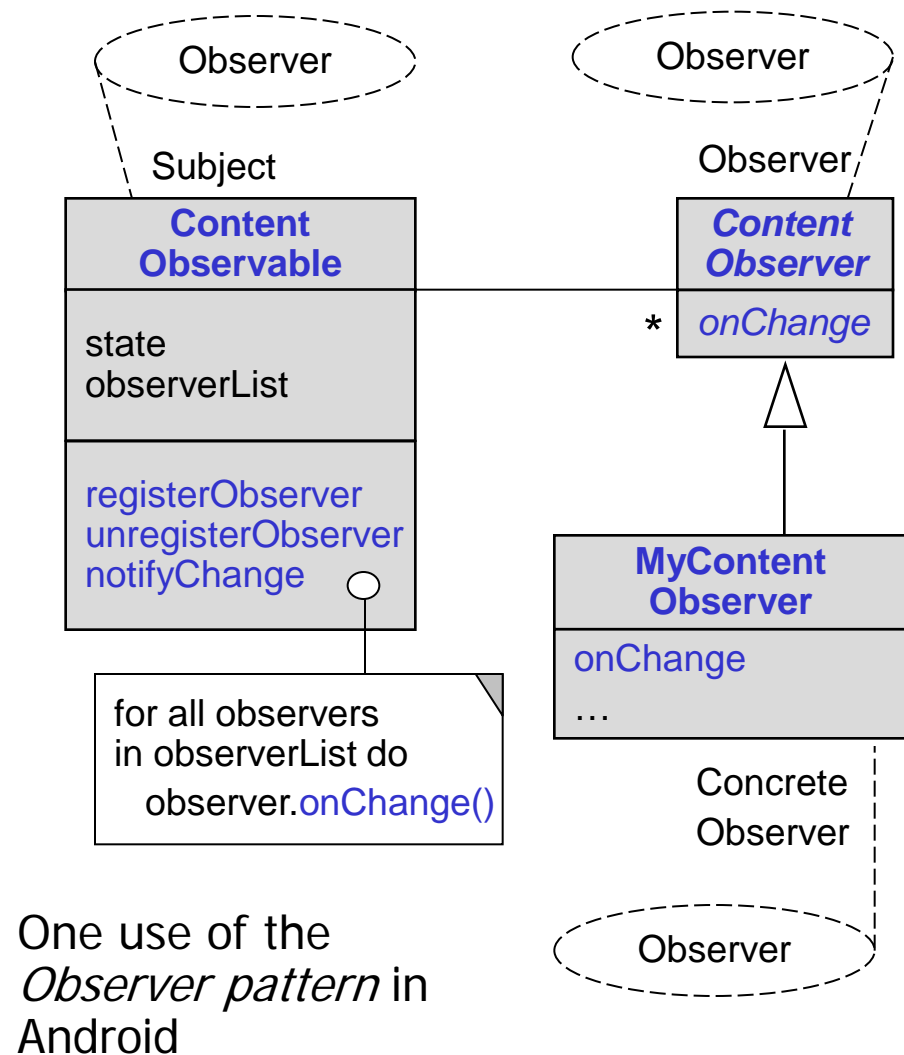 Observer
Observer
Subject
Observer
Content
Observable
Content
Observer
state
observerList
*
onChange
registerObserver
unregisterObserver
notifyChange
MyContent
Observer
onChange
…
for all observers
in observerList do
observer.onChange()
Concrete
Observer
Observer
One use of the
Observer pattern in
Android